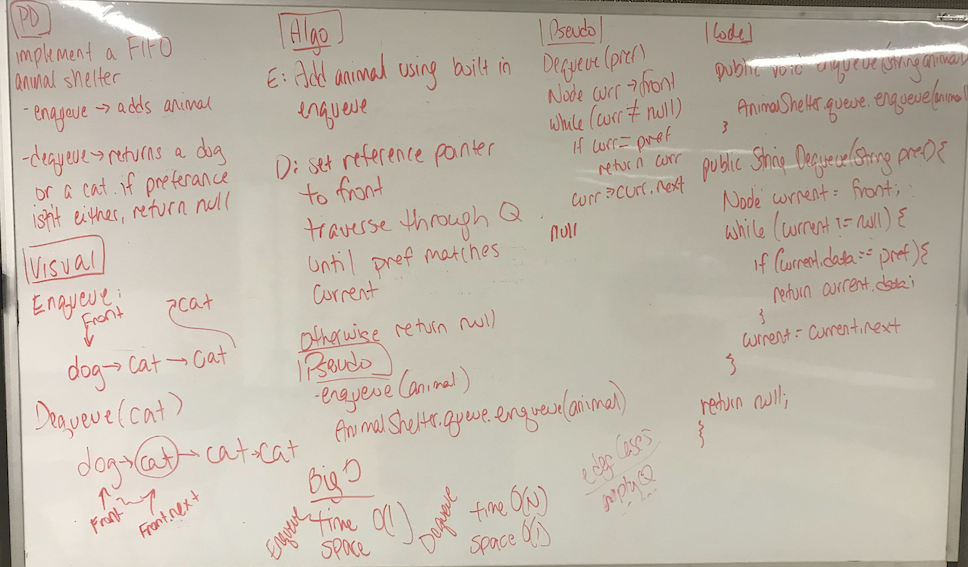 PD
implement a FIFO
animal shelter
- enqueue → adds animal
- dequeue → returns a dog
or a cat. if preferance
isn't either, return null
Visual
Enqueue:
Front
cat
dog → cat → cat
Dequeue(cat)
dog → cat → cat → cat
Front
Front.next
Algo
E: Add animal using built in
enqueue
D: set reference pointer
to front
traverse through Q
until pref matches
current
Otherwise return null
Pseudo
- enqueue (animal)
AnimalShelter.queue.enqueue(animal)
Big O
Enqueue
time O(1)
space
Dequeue
time O(N)
space O(1)
Pseudo
Dequeue (pref)
Node curr → front
while (curr ≠ null)
if curr = pref
return curr
curr → curr.next
null
edge cases
empty Q
Code
public void enqueue(String animal
AnimalShelter.queue.enqueue(animal
}
public String Dequeue(String pref) {
Node current = front;
while (current != null) {
if (current.data == pref) {
return current.data;
}
current = current.next
}
return null;
}